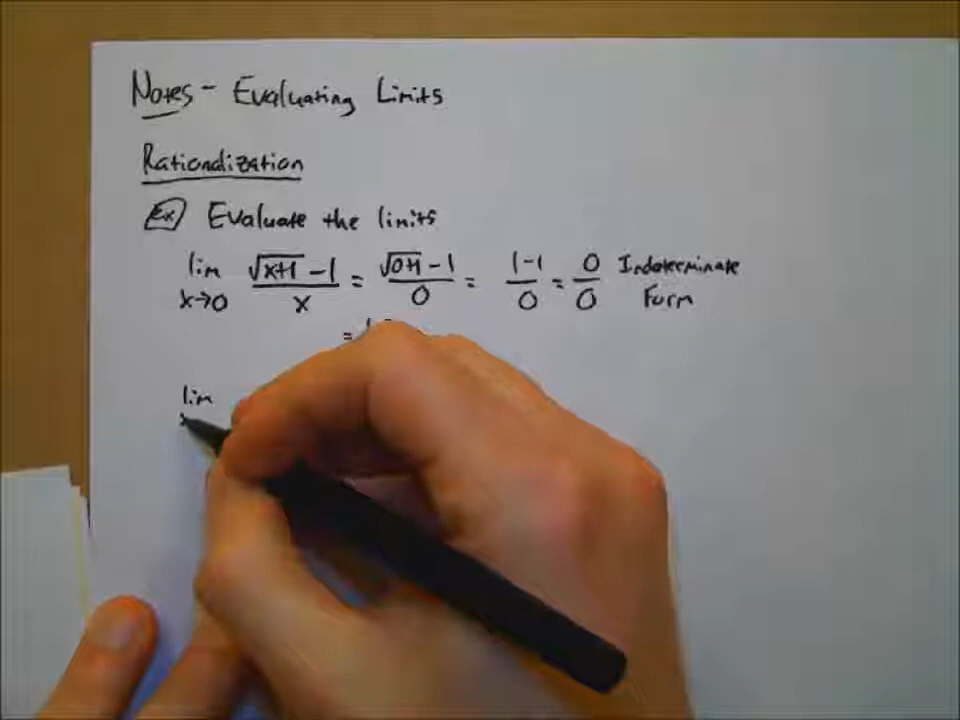 Notes - Evaluating Limits
Rationalization
Ex Evaluate the limits
lim x→0 (√(x+1) - 1)/x = (√(0+1) - 1)/0 = (1-1)/0 = 0/0 Indeterminate Form
=
lim
x